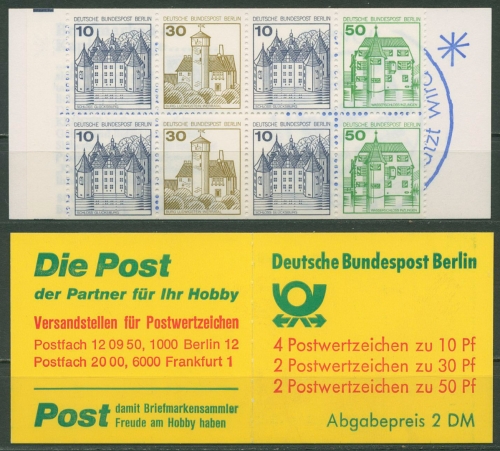 10 30 10 50
DEUTSCHE BUNDESPOST BERLIN DEUTSCHE BUNDESPOST BERLIN DEUTSCHE BUNDESPOST BERLIN DEUTSCHE BUNDESPOST BERLIN
10 30 10 50
DEUTSCHE BUNDESPOST BERLIN DEUTSCHE BUNDESPOST BERLIN DEUTSCHE BUNDESPOST BERLIN DEUTSCHE BUNDESPOST BERLIN
SCHLOSS GLÜCKSBURG
Die Post
der Partner für Ihr Hobby
Versandstellen für Postwertzeichen
Postfach 12 09 50, 1000 Berlin 12
Postfach 20 00, 6000 Frankfurt 1
Post damit Briefmarkensammler
Freude am Hobby haben
Deutsche Bundespost Berlin
4 Postwertzeichen zu 10 Pf
2 Postwertzeichen zu 30 Pf
2 Postwertzeichen zu 50 Pf
Abgabepreis 2 DM